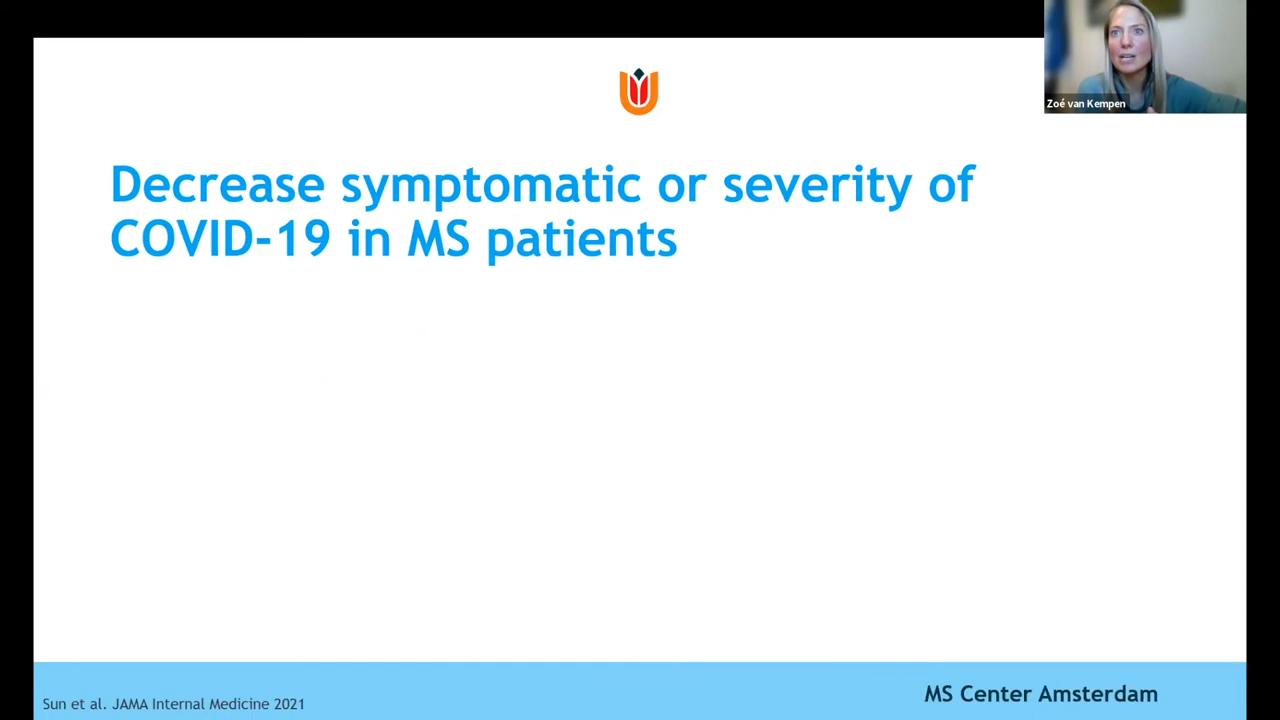 Zoé van Kempen
Decrease symptomatic or severity of
COVID-19 in MS patients
Sun et al. JAMA Internal Medicine 2021
MS Center Amsterdam